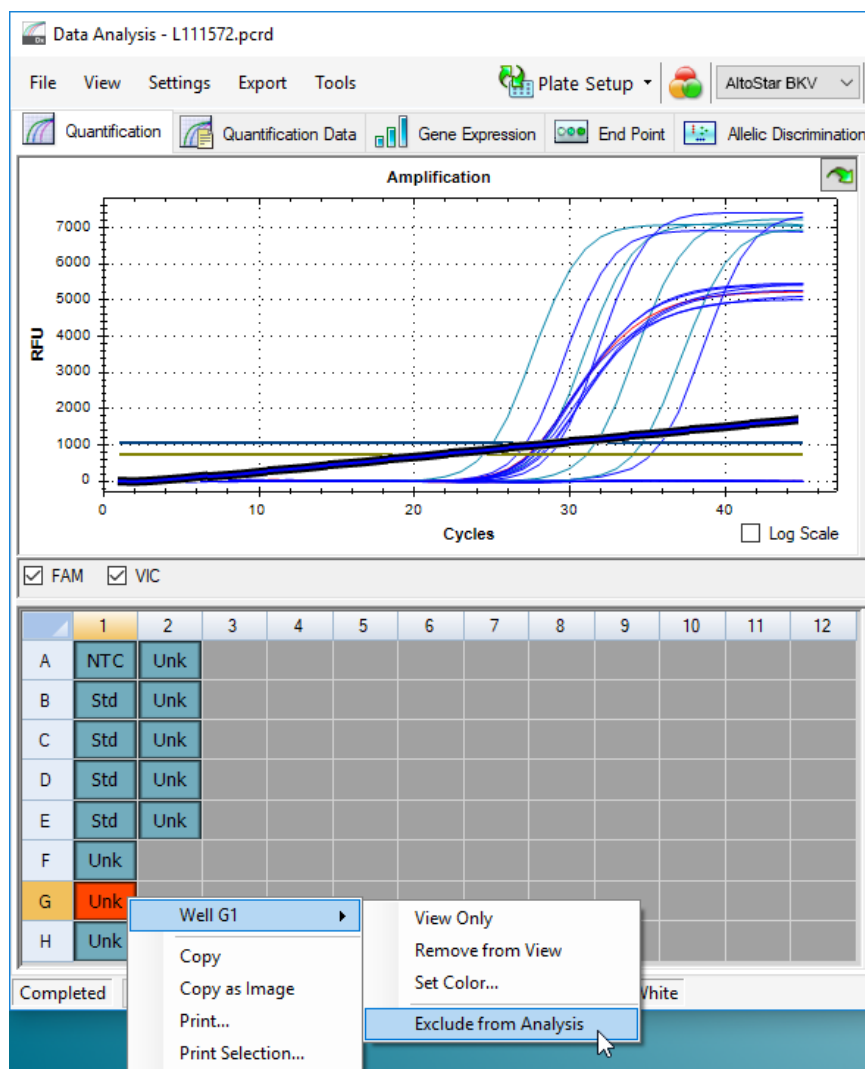 Data Analysis - L111572.pcrd
File View Settings Export Tools Plate Setup AltoStar BKV
Quantification Quantification Data Gene Expression End Point Allelic Discrimination
Amplification
7000
6000
5000
4000
3000
2000
1000
0
RFU
0 10 20 30 40
Cycles
Log Scale
FAM VIC
1 2 3 4 5 6 7 8 9 10 11 12
A NTC Unk
B Std Unk
C Std Unk
D Std Unk
E Std Unk
F Unk
G Unk
H Unk
Well G1
Copy
Copy as Image
Print...
Print Selection...
View Only
Remove from View
Set Color...
Exclude from Analysis
Completed